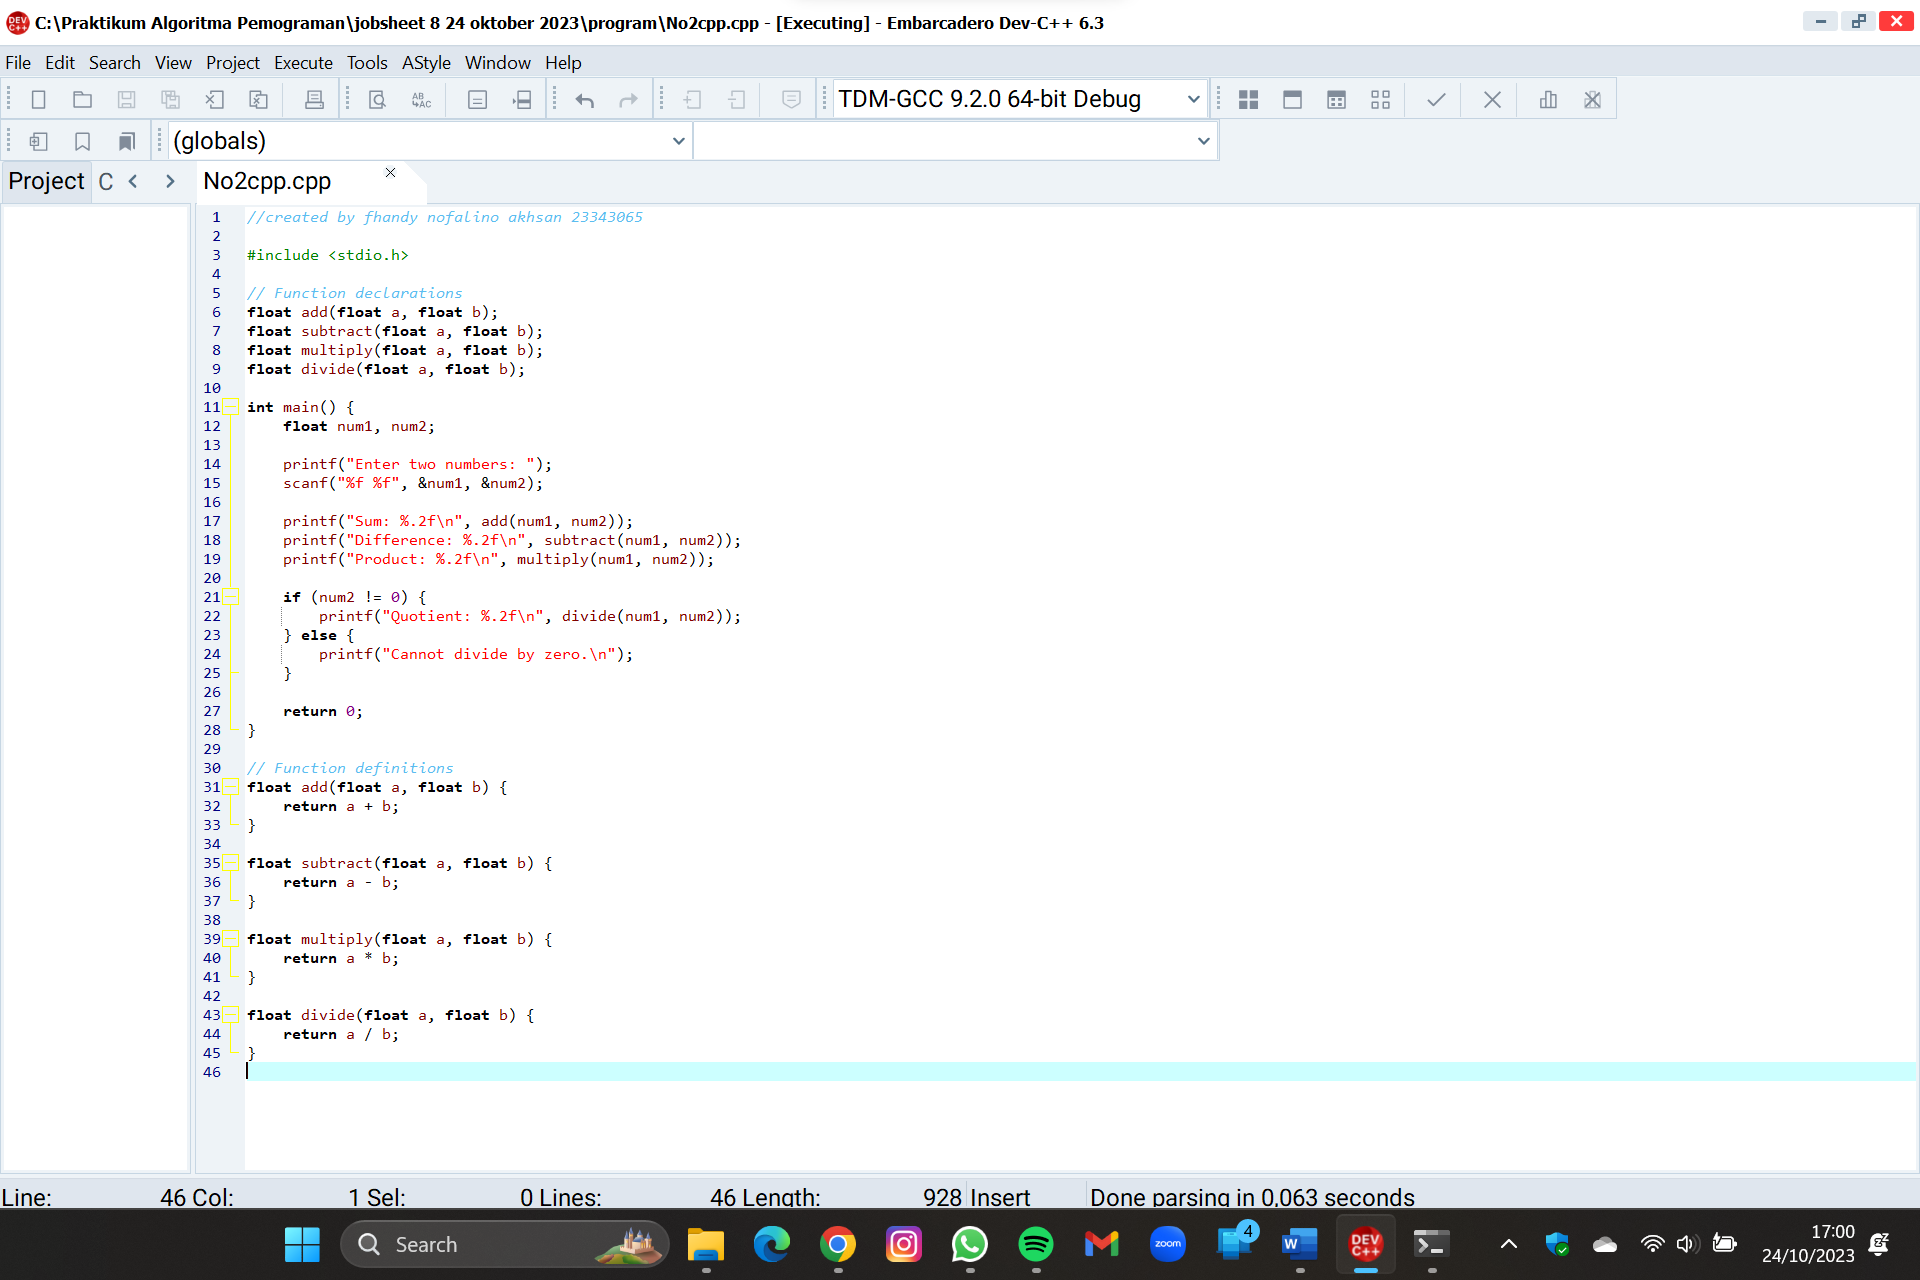 C:\Praktikum Algoritma Pemograman\jobsheet 8 24 oktober 2023\program\No2cpp.cpp - [Executing] - Embarcadero Dev-C++ 6.3
File Edit Search View Project Execute Tools AStyle Window Help
TDM-GCC 9.2.0 64-bit Debug
(globals)
Project C No2cpp.cpp
1 //created by fhandy nofalino akhsan 23343065
2
3 #include <stdio.h>
4
5 // Function declarations
6 float add(float a, float b);
7 float subtract(float a, float b);
8 float multiply(float a, float b);
9 float divide(float a, float b);
10
11 int main() {
12     float num1, num2;
13
14     printf("Enter two numbers: ");
15     scanf("%f %f", &num1, &num2);
16
17     printf("Sum: %.2f\n", add(num1, num2));
18     printf("Difference: %.2f\n", subtract(num1, num2));
19     printf("Product: %.2f\n", multiply(num1, num2));
20
21     if (num2 != 0) {
22         printf("Quotient: %.2f\n", divide(num1, num2));
23     } else {
24         printf("Cannot divide by zero.\n");
25     }
26
27     return 0;
28 }
29
30 // Function definitions
31 float add(float a, float b) {
32     return a + b;
33 }
34
35 float subtract(float a, float b) {
36     return a - b;
37 }
38
39 float multiply(float a, float b) {
40     return a * b;
41 }
42
43 float divide(float a, float b) {
44     return a / b;
45 }
46
Line: 46 Col: 1 Sel: 0 Lines: 46 Length: 928 Insert Done parsing in 0,063 seconds
Search zoom 4 W DEV C++ 17:00
24/10/2023